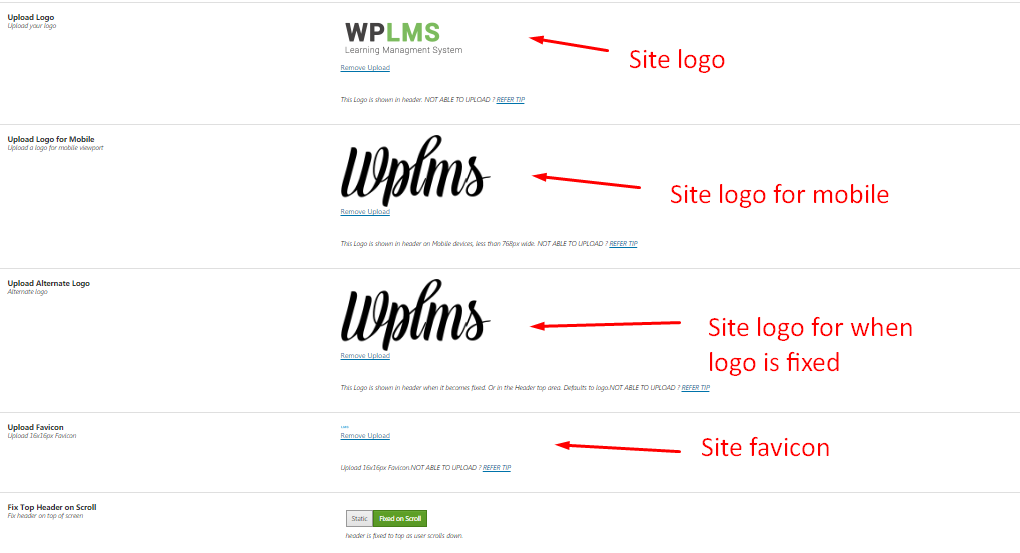 Upload Logo
Upload your logo
WPLMS
Learning Managment System
Remove Upload
Site logo
This Logo is shown in header. NOT ABLE TO UPLOAD ? REFER TIP
Upload Logo for Mobile
Upload a logo for mobile viewport
Wplms
Remove Upload
Site logo for mobile
This Logo is shown in header on Mobile devices, less than 768px wide. NOT ABLE TO UPLOAD ? REFER TIP
Upload Alternate Logo
Alternate logo
Wplms
Remove Upload
Site logo for when
logo is fixed
This Logo is shown in header when it becomes fixed. Or in the Header top area. Defaults to logo.NOT ABLE TO UPLOAD ? REFER TIP
Upload Favicon
Upload 16x16px Favicon
Remove Upload
Site favicon
Upload 16x16px Favicon.NOT ABLE TO UPLOAD ? REFER TIP
Fix Top Header on Scroll
Fix header on top of screen
Static
Fixed on Scroll
header is fixed to top as user scrolls down.